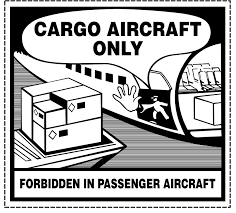 CARGO AIRCRAFT
ONLY
FORBIDDEN IN PASSENGER AIRCRAFT